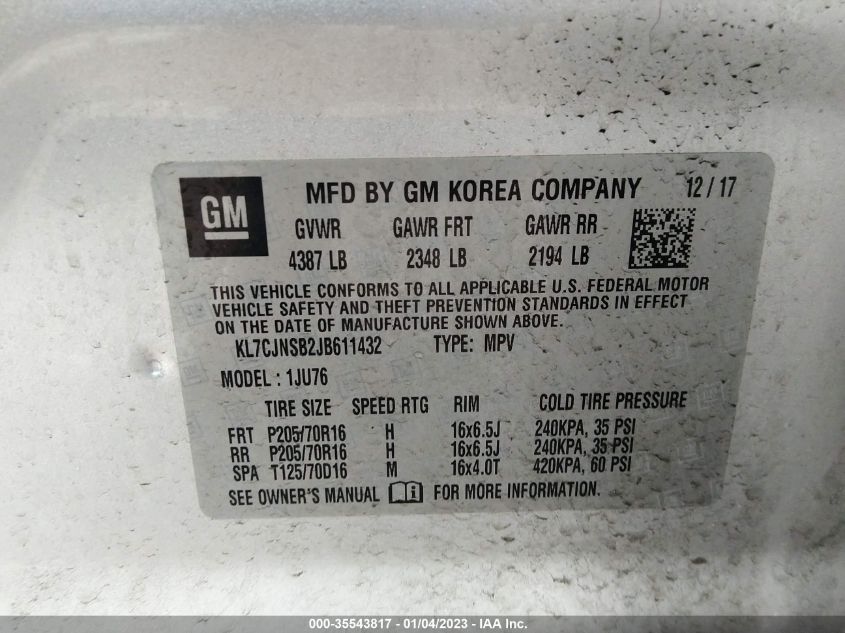 GM
MFD BY GM KOREA COMPANY 12 / 17
GVWR GAWR FRT GAWR RR
4387 LB 2348 LB 2194 LB
THIS VEHICLE CONFORMS TO ALL APPLICABLE U.S. FEDERAL MOTOR
VEHICLE SAFETY AND THEFT PREVENTION STANDARDS IN EFFECT
ON THE DATE OF MANUFACTURE SHOWN ABOVE.
KL7CJNSB2JB611432 TYPE: MPV
MODEL : 1JU76
TIRE SIZE SPEED RTG RIM COLD TIRE PRESSURE
FRT P205/70R16 H 16x6.5J 240KPA, 35 PSI
RR P205/70R16 H 16x6.5J 240KPA, 35 PSI
SPA T125/70D16 M 16x4.0T 420KPA, 60 PSI
SEE OWNER'S MANUAL i FOR MORE INFORMATION.
000-35543817 - 01/04/2023 - IAA Inc.